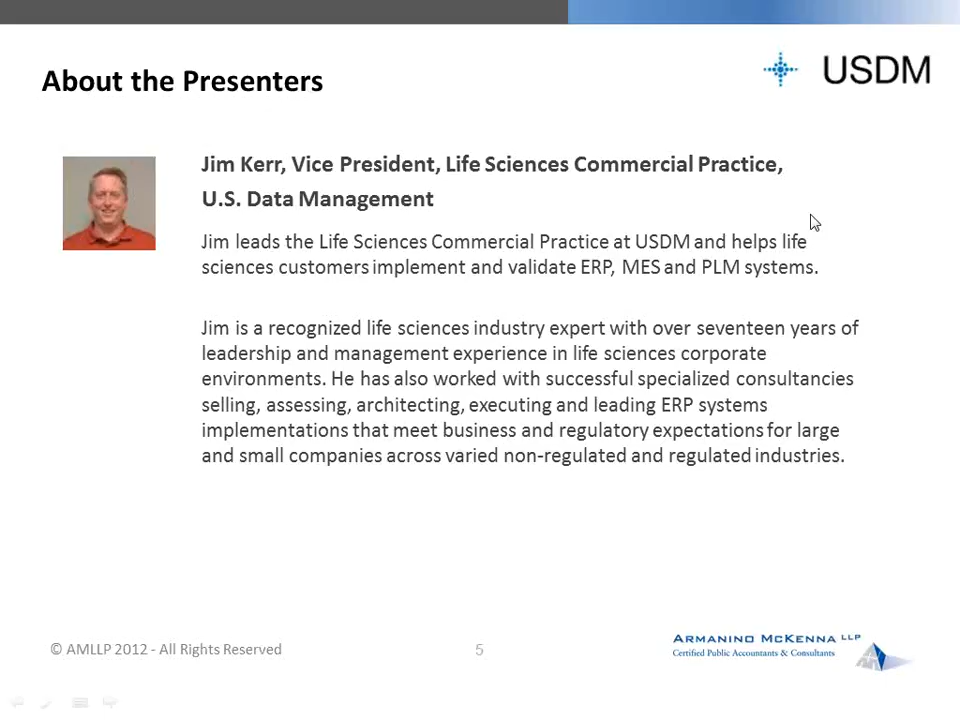 About the Presenters
USDM
Jim Kerr, Vice President, Life Sciences Commercial Practice,
U.S. Data Management
Jim leads the Life Sciences Commercial Practice at USDM and helps life
sciences customers implement and validate ERP, MES and PLM systems.
Jim is a recognized life sciences industry expert with over seventeen years of
leadership and management experience in life sciences corporate
environments. He has also worked with successful specialized consultancies
selling, assessing, architecting, executing and leading ERP systems
implementations that meet business and regulatory expectations for large
and small companies across varied non-regulated and regulated industries.
© AMLLP 2012 - All Rights Reserved
5
ARMANINO MCKENNA LLP
Certified Public Accountants & Consultants